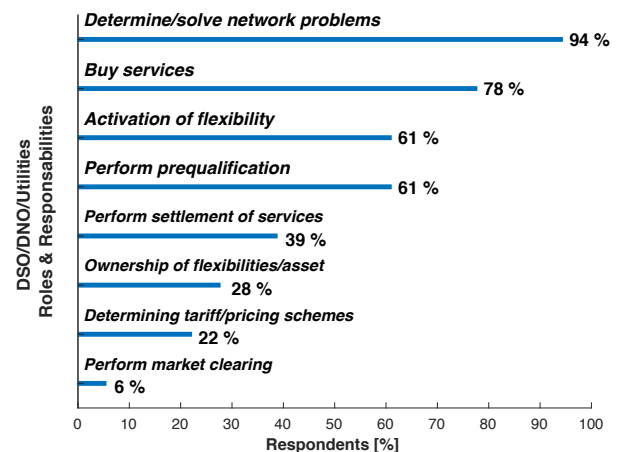 Determine/solve network problems
94 %
Buy services
78 %
Activation of flexibility
61 %
Perform prequalification
61 %
Perform settlement of services
39 %
Ownership of flexibilities/asset
28 %
Determining tariff/pricing schemes
22 %
Perform market clearing
6 %
DSO/DNO/Utilities
Roles & Responsabilities
0 10 20 30 40 50 60 70 80 90 100
Respondents [%]